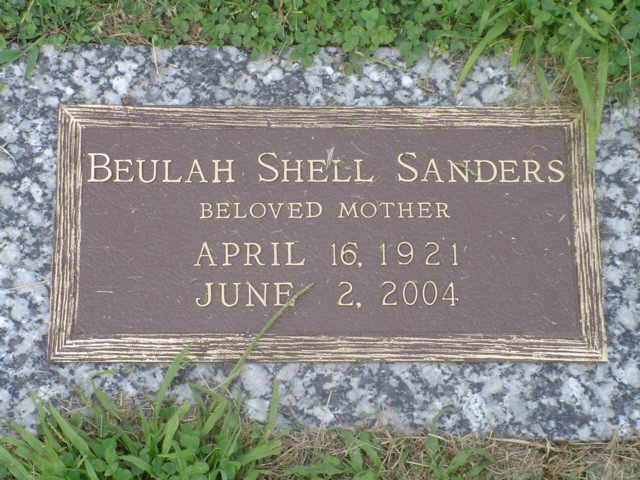 BEULAH SHELL SANDERS
BELOVED MOTHER
APRIL 16, 1921
JUNE 2, 2004